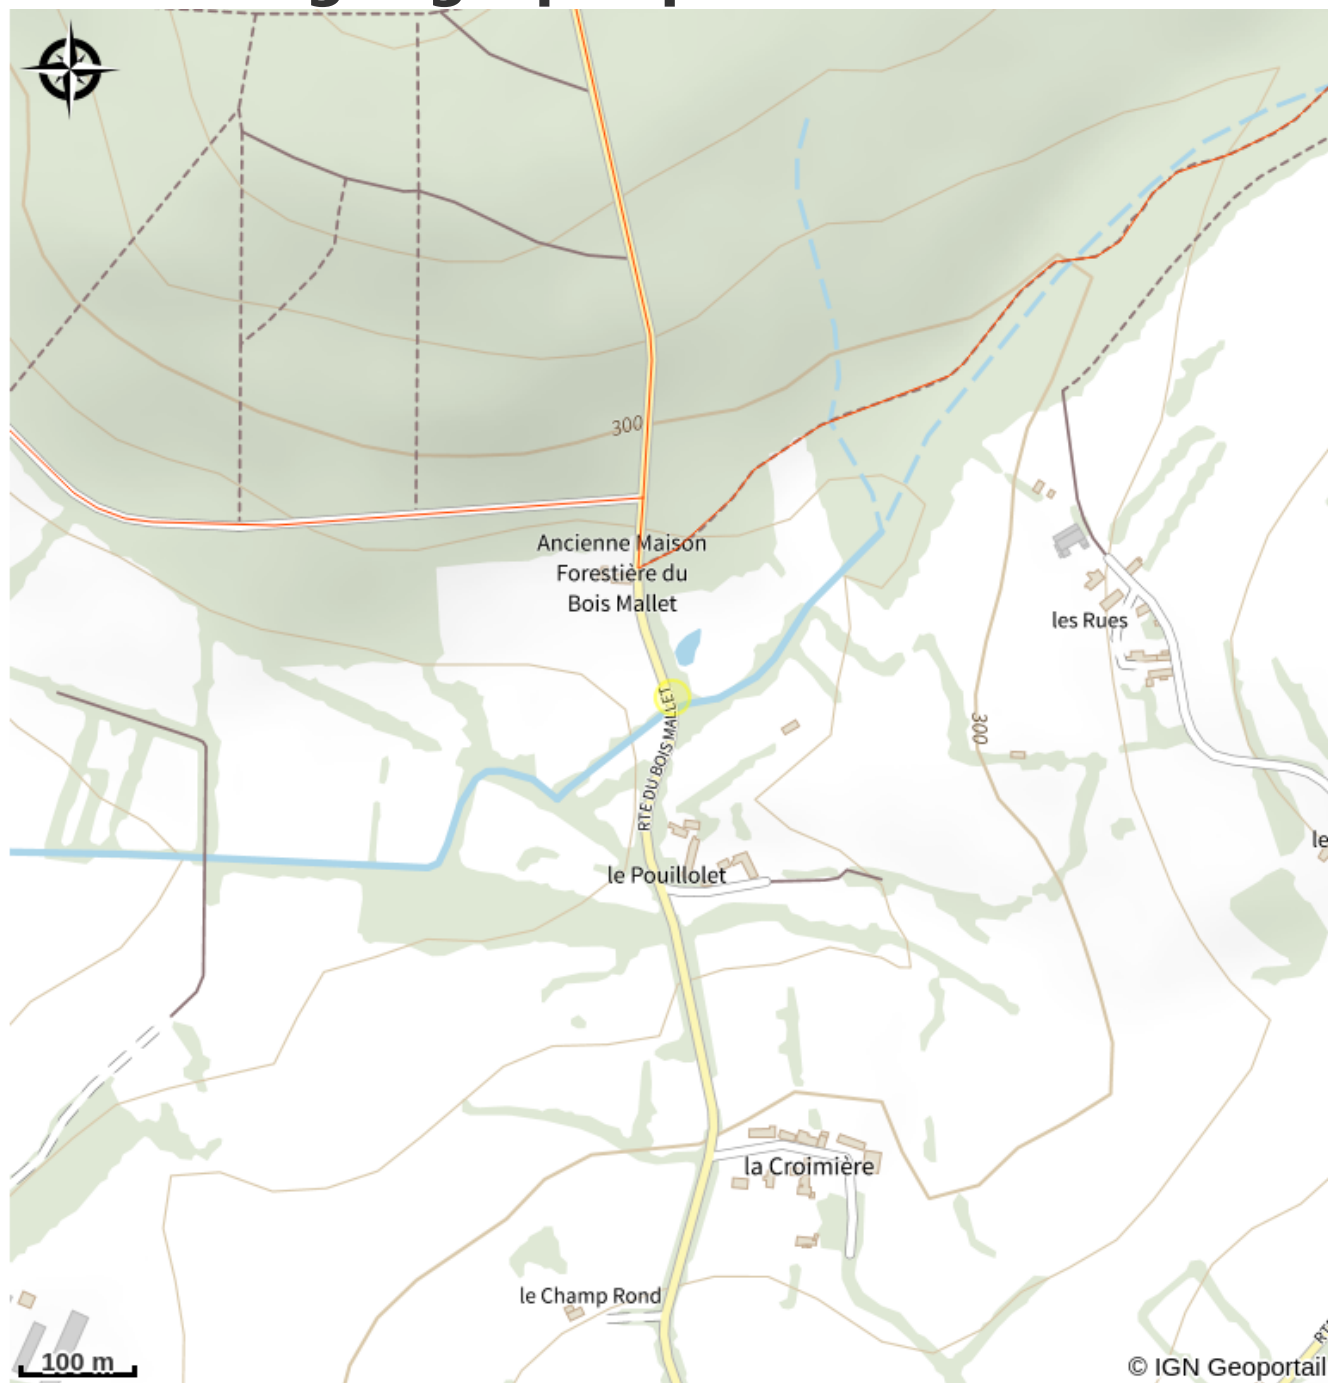 300
Ancienne Maison
Forestière du
Bois Mallet
les Rues
RTE DU BOIS MALLET
300
le
le Pouillolet
la Croimière
le Champ Rond
100 m
© IGN Geoportail